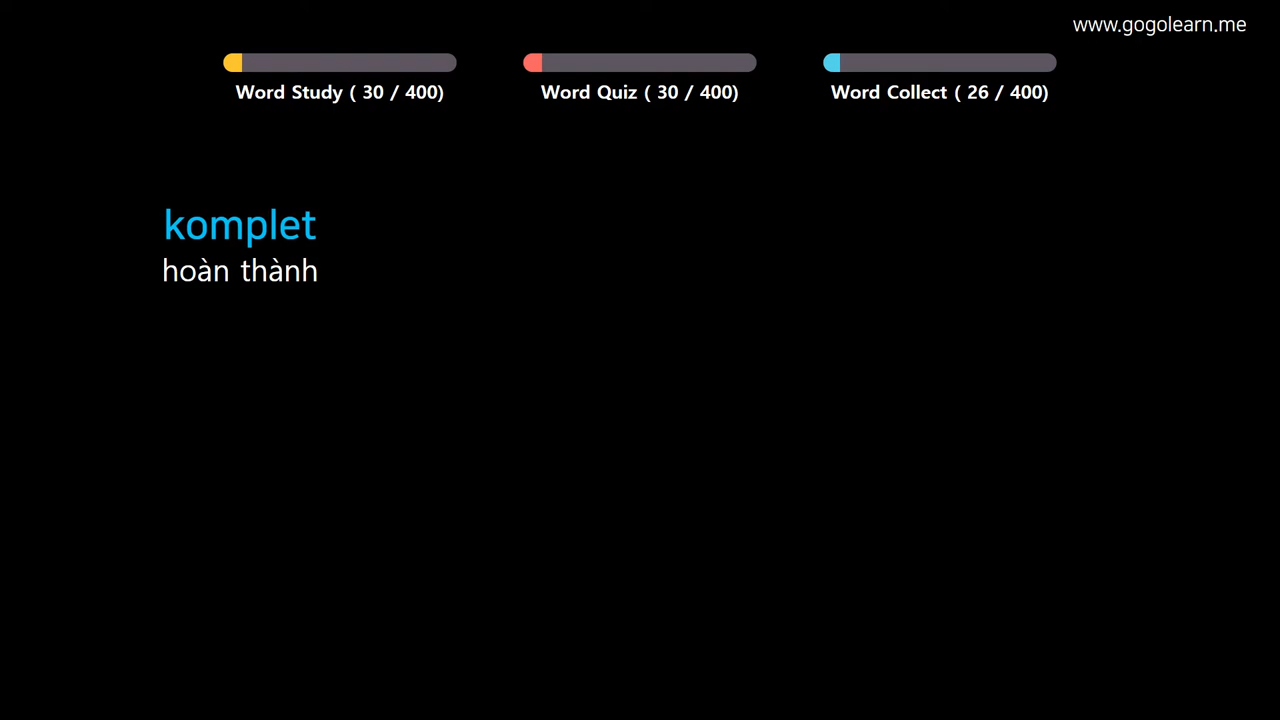 www.gogolearn.me
Word Study ( 30 / 400)
Word Quiz ( 30 / 400)
Word Collect ( 26 / 400)
komplet
hoàn thành